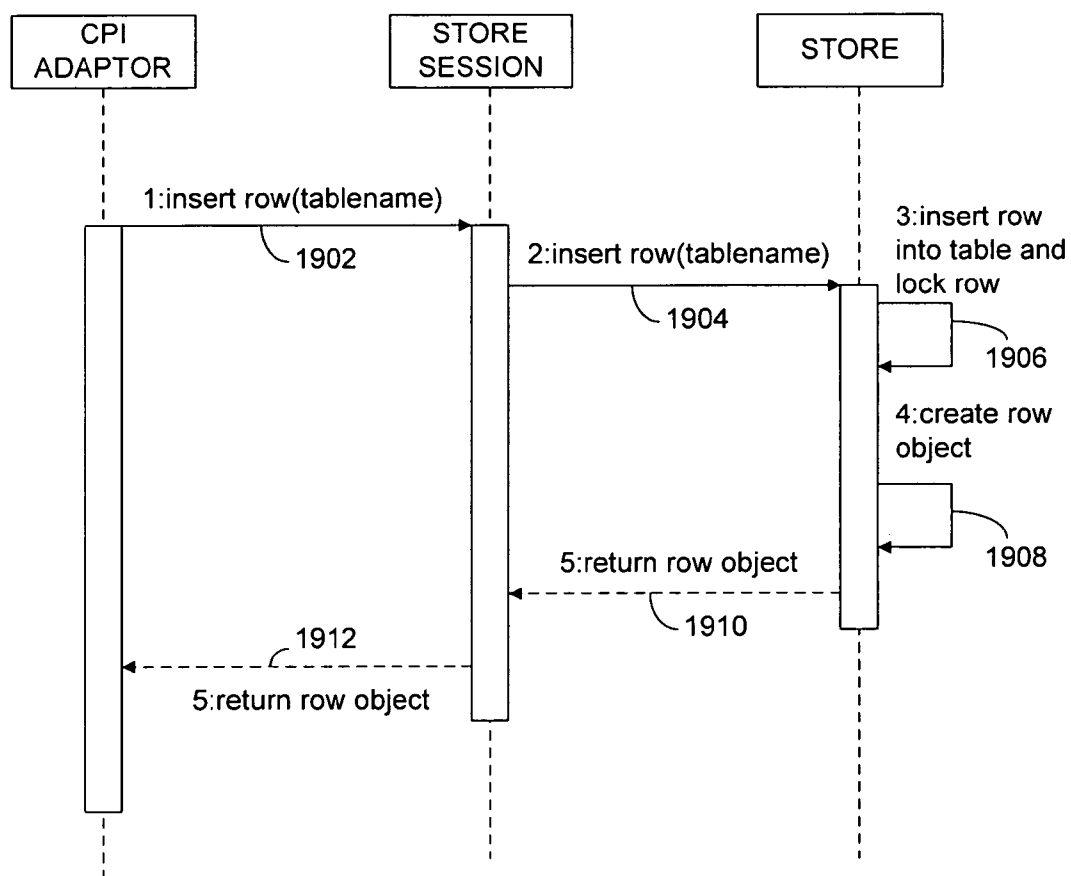 CPI
ADAPTOR
STORE
SESSION
STORE
1:insert row(tablename)
1902
2:insert row(tablename)
1904
3:insert row
into table and
lock row
1906
4:create row
object
1908
5:return row object
1910
1912
5:return row object